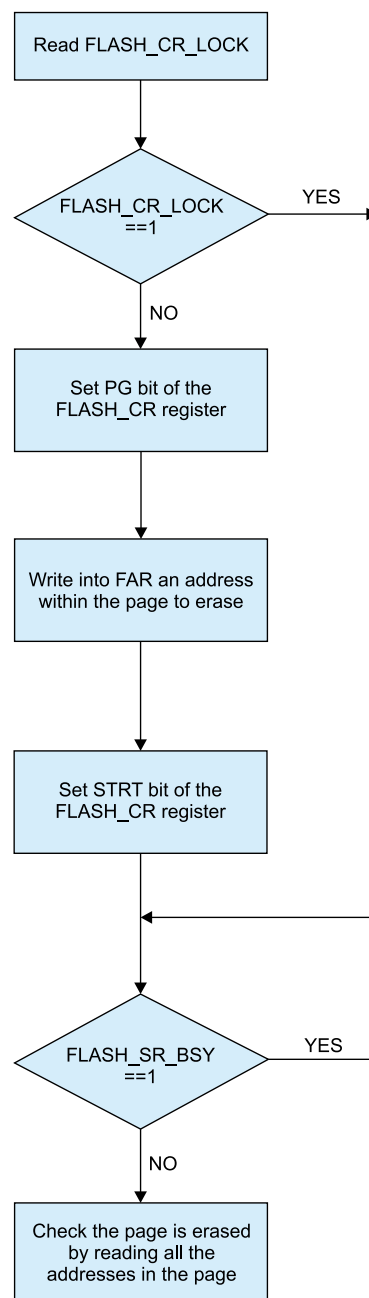 Read FLASH_CR_LOCK
FLASH_CR_LOCK
==1
YES
NO
Set PG bit of the
FLASH_CR register
Write into FAR an address
within the page to erase
Set STRT bit of the
FLASH_CR register
FLASH_SR_BSY
==1
YES
NO
Check the page is erased
by reading all the
addresses in the page